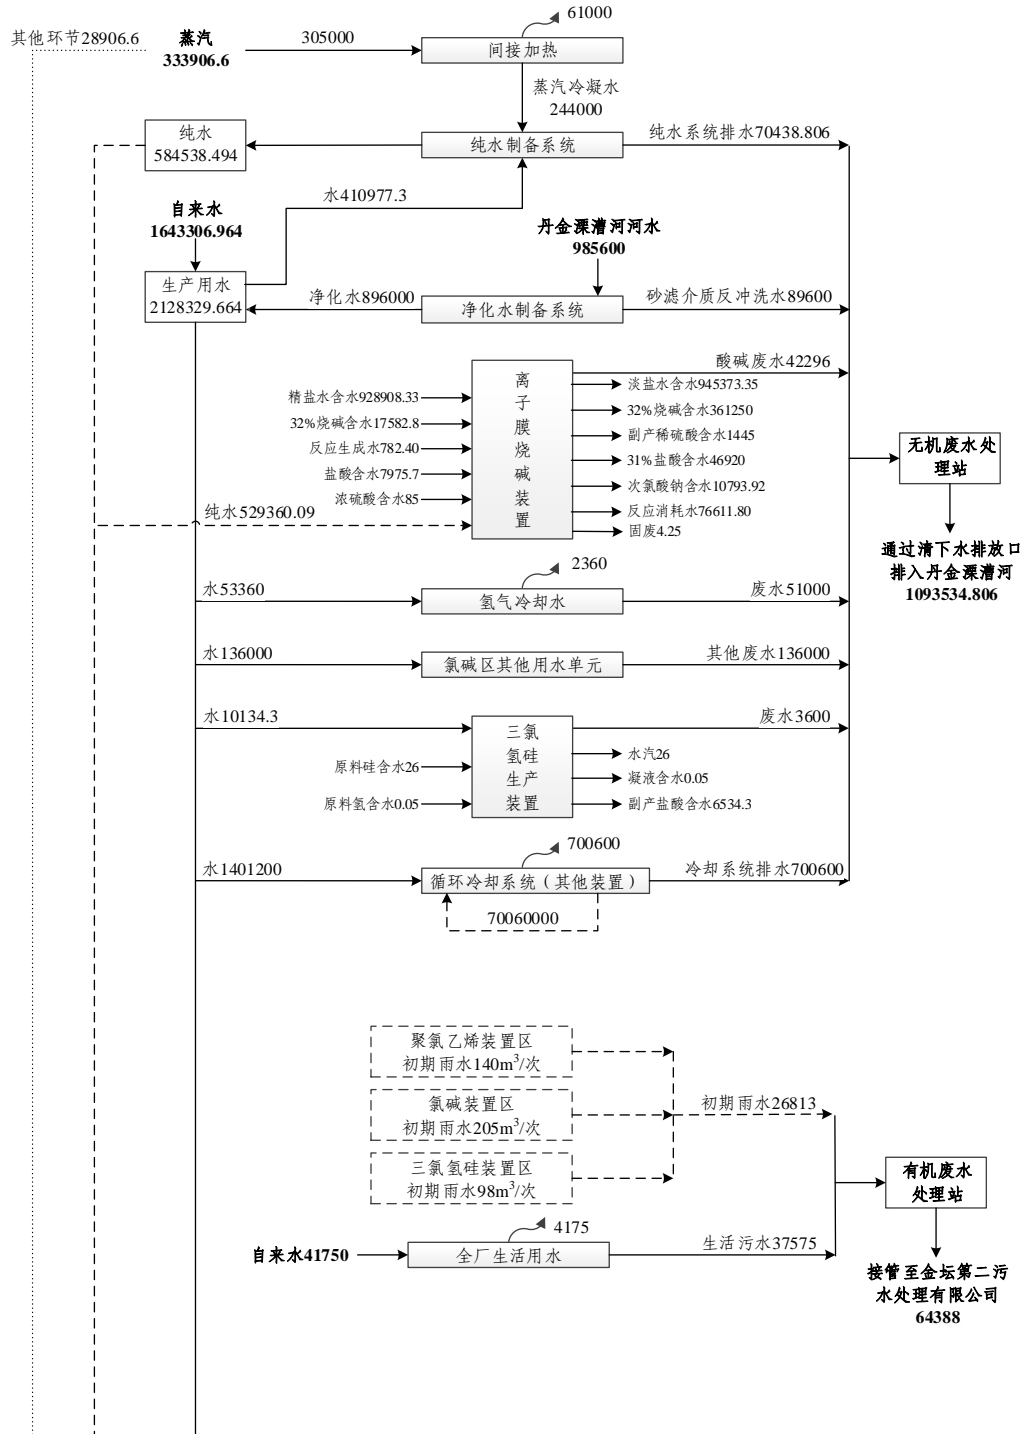 61000
其他环节28906.6
蒸汽
333906.6
305000
间接加热
蒸汽冷凝水
244000
纯水
584538.494
纯水制备系统
纯水系统排水70438.806
水410977.3
自来水
1643306.964
丹金溧漕河河水
985600
生产用水
2128329.664
净化水896000
净化水制备系统
砂滤介质反冲洗水89600
离
子
膜
烧
碱
装
置
酸碱废水42296
精盐水含水928908.33
32%烧碱含水17582.8
反应生成水782.40
盐酸含水7975.7
浓硫酸含水85
纯水529360.09
淡盐水含水945373.35
32%烧碱含水361250
副产稀硫酸含水1445
31%盐酸含水46920
次氯酸钠含水10793.92
反应消耗水76611.80
固废4.25
无机废水处
理站
通过清下水排放口
排入丹金溧漕河
1093534.806
2360
水53360
氢气冷却水
废水51000
水136000
氯碱区其他用水单元
其他废水136000
水10134.3
三氯
氢硅
生产
装置
废水3600
原料硅含水26
原料氢含水0.05
水汽26
凝液含水0.05
副产盐酸含水6534.3
700600
水1401200
循环冷却系统（其他装置）
冷却系统排水700600
70060000
聚氯乙烯装置区
初期雨水140m³/次
氯碱装置区
初期雨水205m³/次
初期雨水26813
三氯氢硅装置区
初期雨水98m³/次
有机废水
处理站
4175
自来水41750
全厂生活用水
生活污水37575
接管至金坛第二污
水处理有限公司
64388